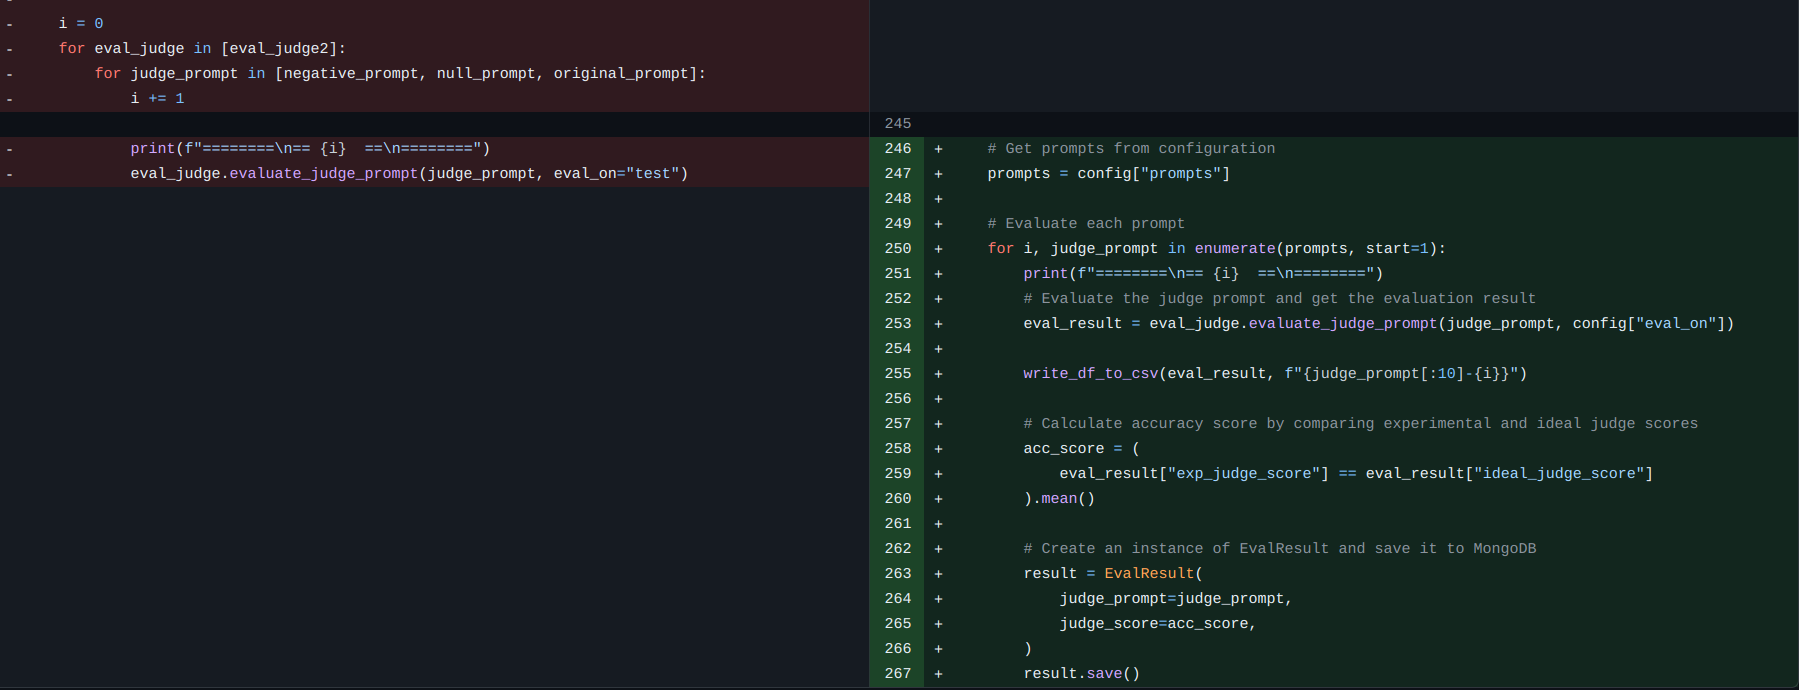 -
-     i = 0
-     for eval_judge in [eval_judge2]:
-         for judge_prompt in [negative_prompt, null_prompt, original_prompt]:
-             i += 1
-             print(f"========\n== {i}  ==\n========")
-             eval_judge.evaluate_judge_prompt(judge_prompt, eval_on="test")
245
246 +     # Get prompts from configuration
247 +     prompts = config["prompts"]
248 +
249 +     # Evaluate each prompt
250 +     for i, judge_prompt in enumerate(prompts, start=1):
251 +         print(f"========\n== {i}  ==\n========")
252 +         # Evaluate the judge prompt and get the evaluation result
253 +         eval_result = eval_judge.evaluate_judge_prompt(judge_prompt, config["eval_on"])
254 +
255 +         write_df_to_csv(eval_result, f"{judge_prompt[:10]-{i}}")
256 +
257 +         # Calculate accuracy score by comparing experimental and ideal judge scores
258 +         acc_score = (
259 +             eval_result["exp_judge_score"] == eval_result["ideal_judge_score"]
260 +         ).mean()
261 +
262 +         # Create an instance of EvalResult and save it to MongoDB
263 +         result = EvalResult(
264 +             judge_prompt=judge_prompt,
265 +             judge_score=acc_score,
266 +         )
267 +         result.save()